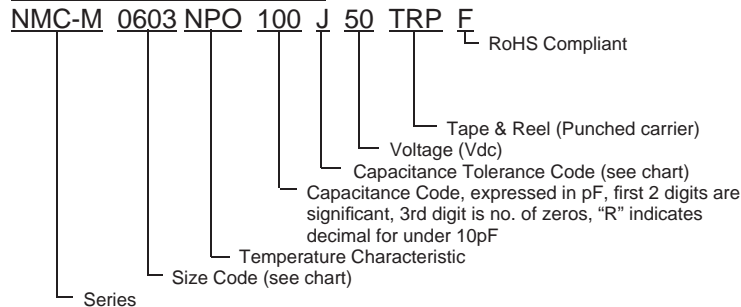 NMC-M 0603 NPO 100 J 50 TRP F
RoHS Compliant
Tape & Reel (Punched carrier)
Voltage (Vdc)
Capacitance Tolerance Code (see chart)
Capacitance Code, expressed in pF, first 2 digits are
significant, 3rd digit is no. of zeros, “R” indicates
decimal for under 10pF
Temperature Characteristic
Size Code (see chart)
Series